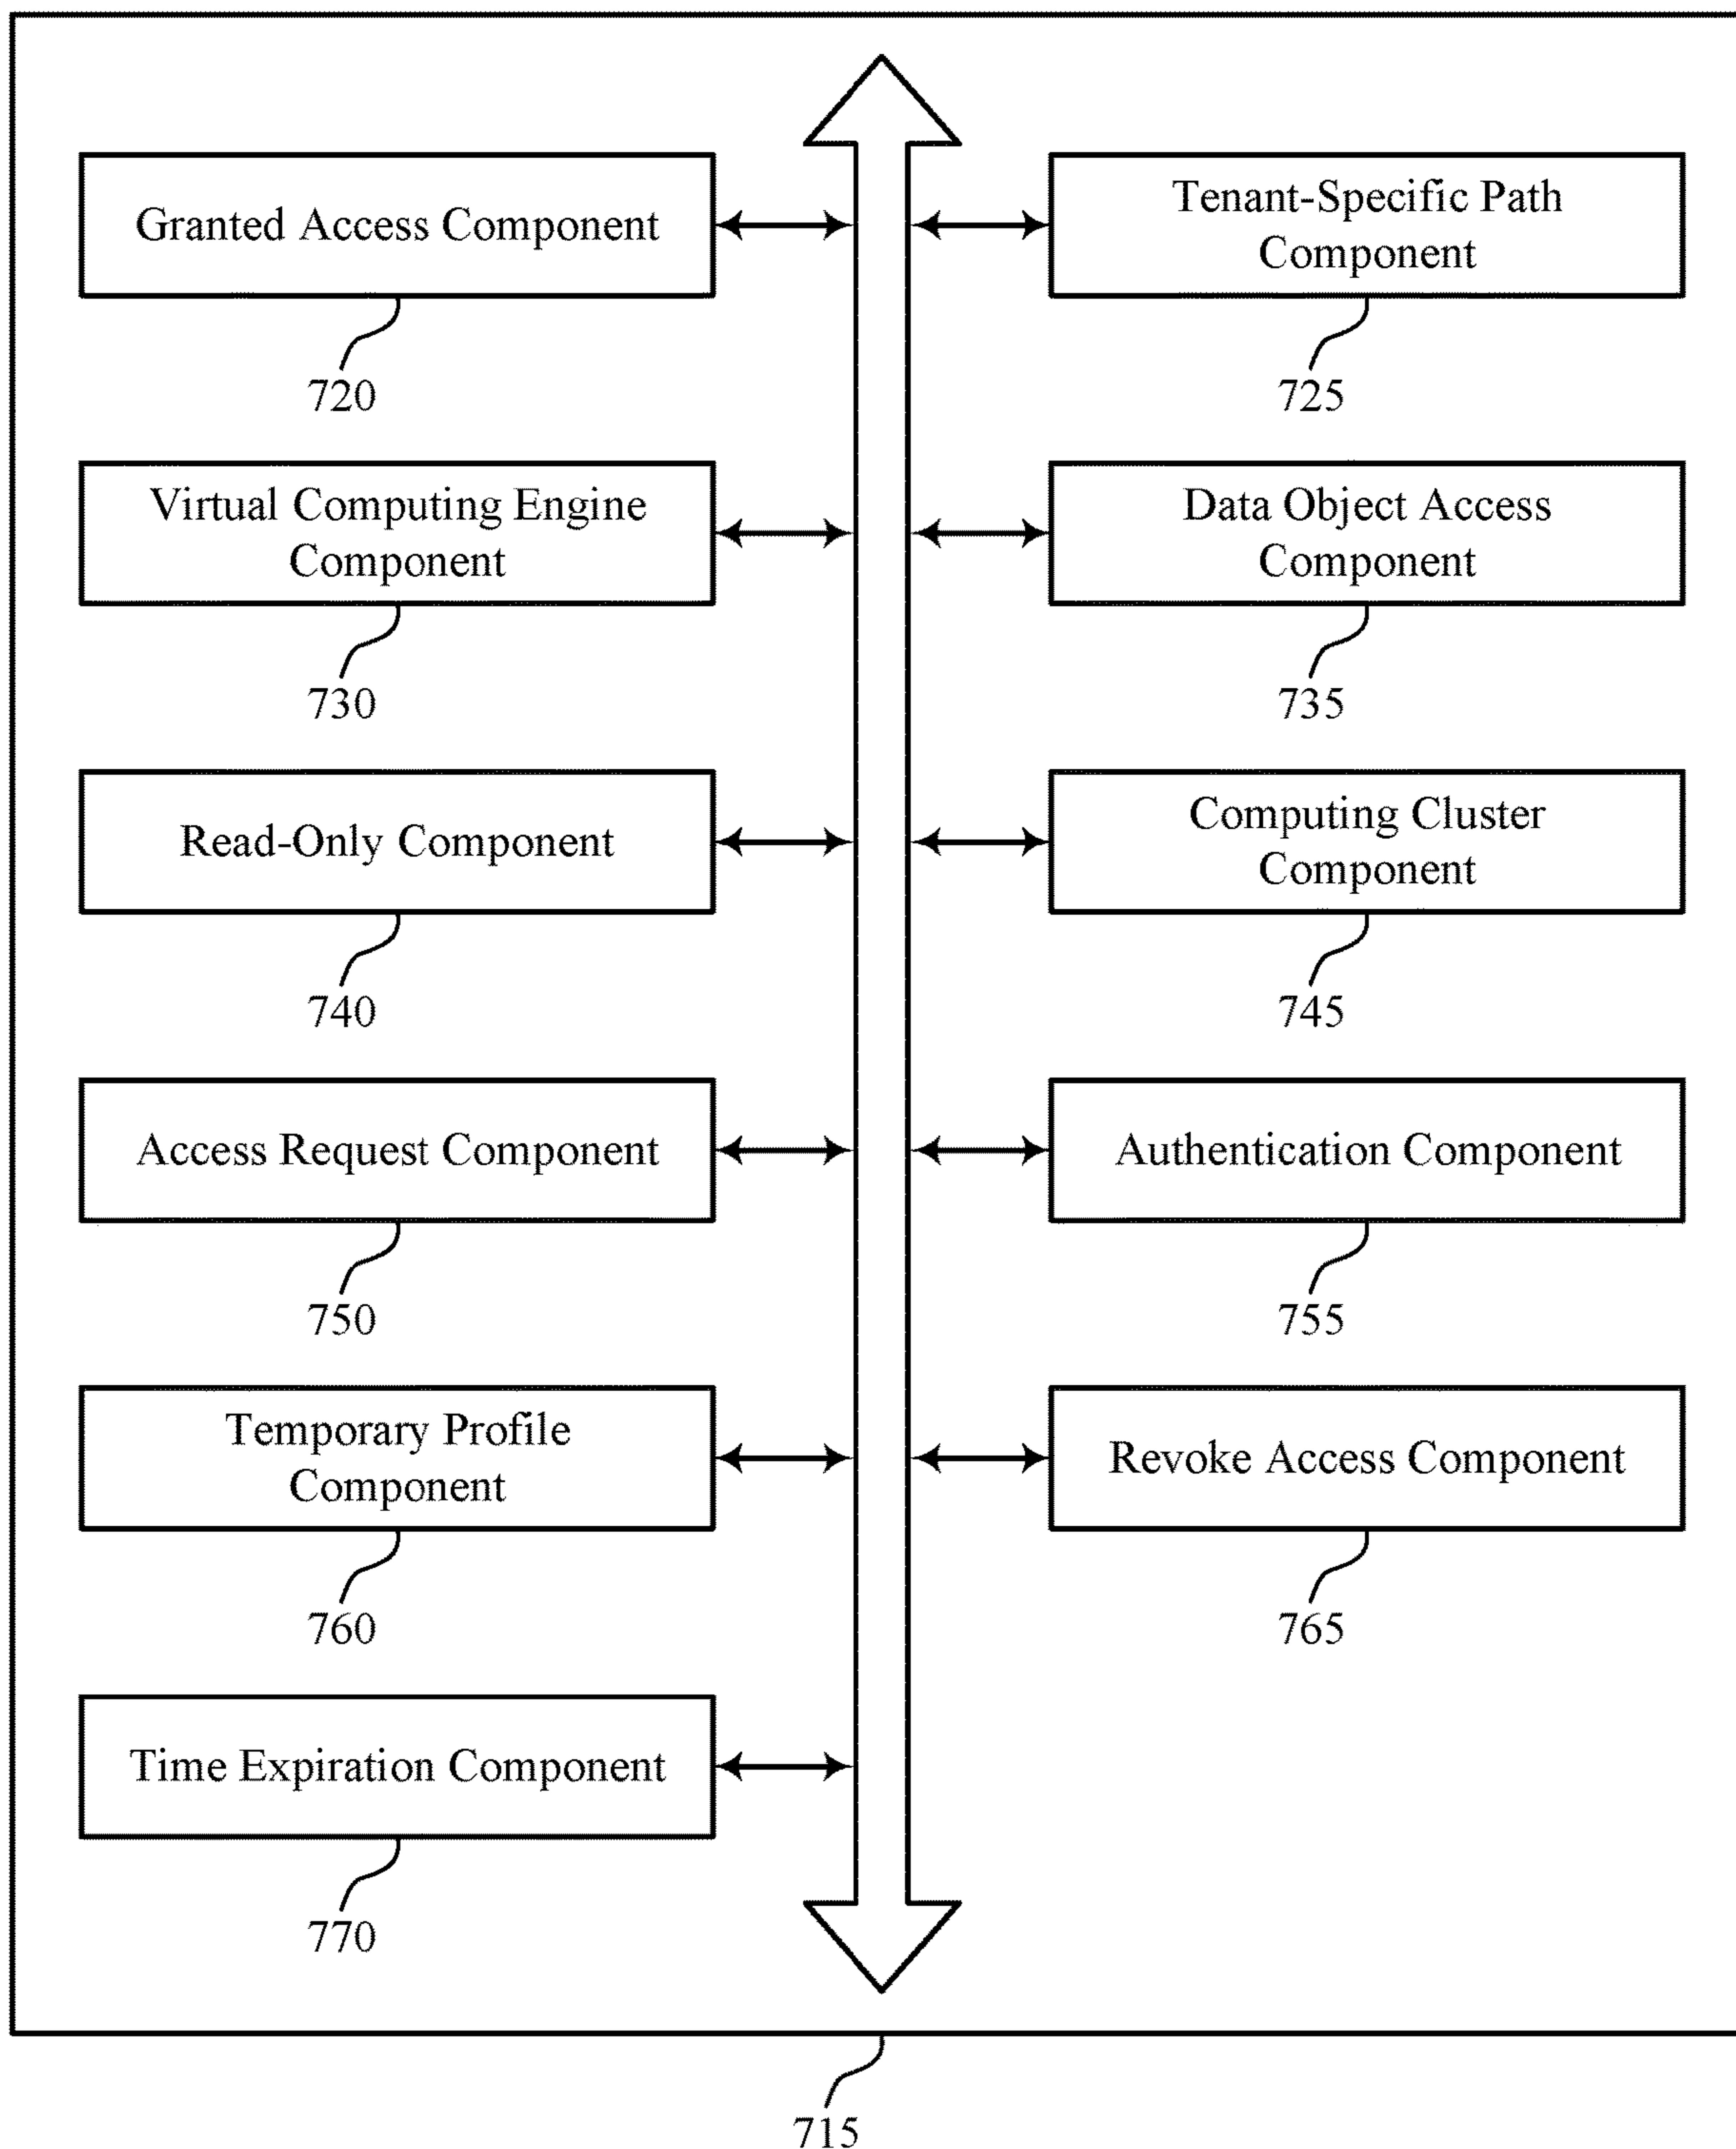 Granted Access Component
720
Tenant-Specific Path
Component
725
Virtual Computing Engine
Component
730
Data Object Access
Component
735
Read-Only Component
740
Computing Cluster
Component
745
Access Request Component
750
Authentication Component
755
Temporary Profile
Component
760
Revoke Access Component
765
Time Expiration Component
770
715